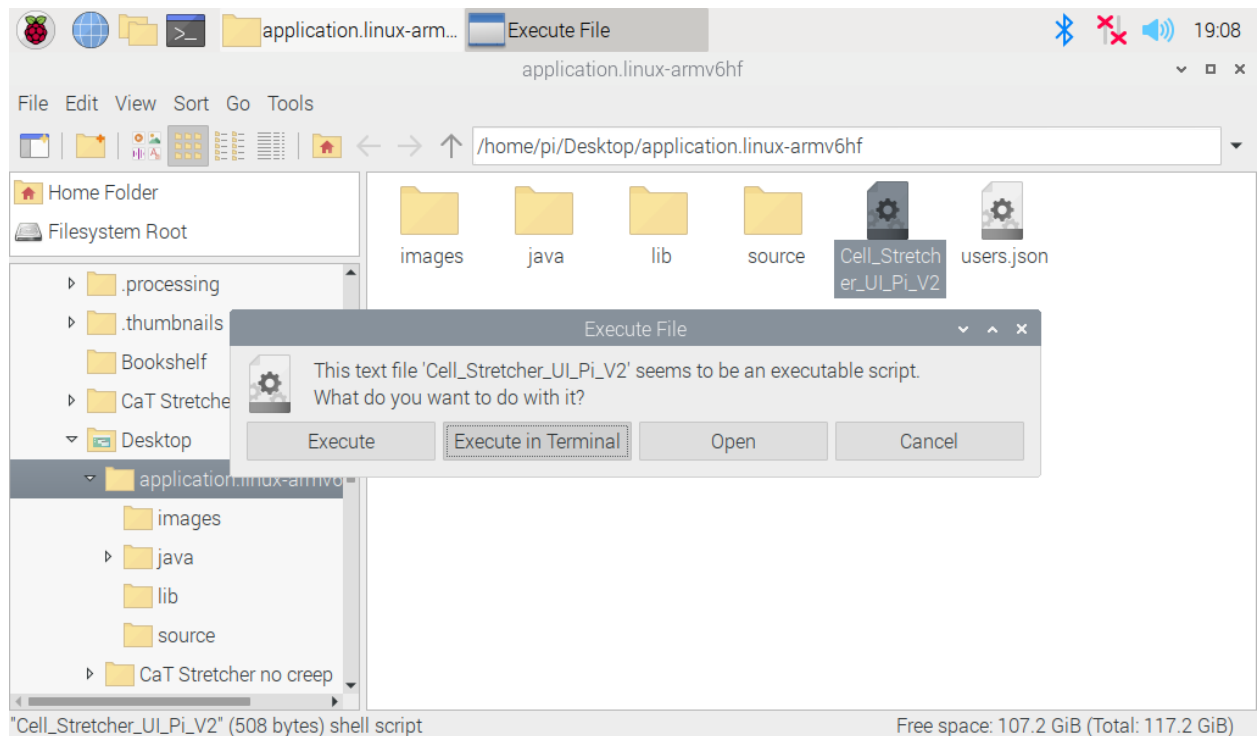 application.linux-arm... Execute File 19:08
application.linux-armv6hf
File Edit View Sort Go Tools
/home/pi/Desktop/application.linux-armv6hf
Home Folder
Filesystem Root
.processing
.thumbnails
Bookshelf
CaT Stretche
Desktop
application.linux-armv6
images
java
lib
source
CaT Stretcher no creep
images java lib source Cell_Stretch users.json
er_UI_Pi_V2
Execute File
This text file 'Cell_Stretcher_UI_Pi_V2' seems to be an executable script.
What do you want to do with it?
Execute Execute in Terminal Open Cancel
"Cell_Stretcher_UI_Pi_V2" (508 bytes) shell script Free space: 107.2 GiB (Total: 117.2 GiB)